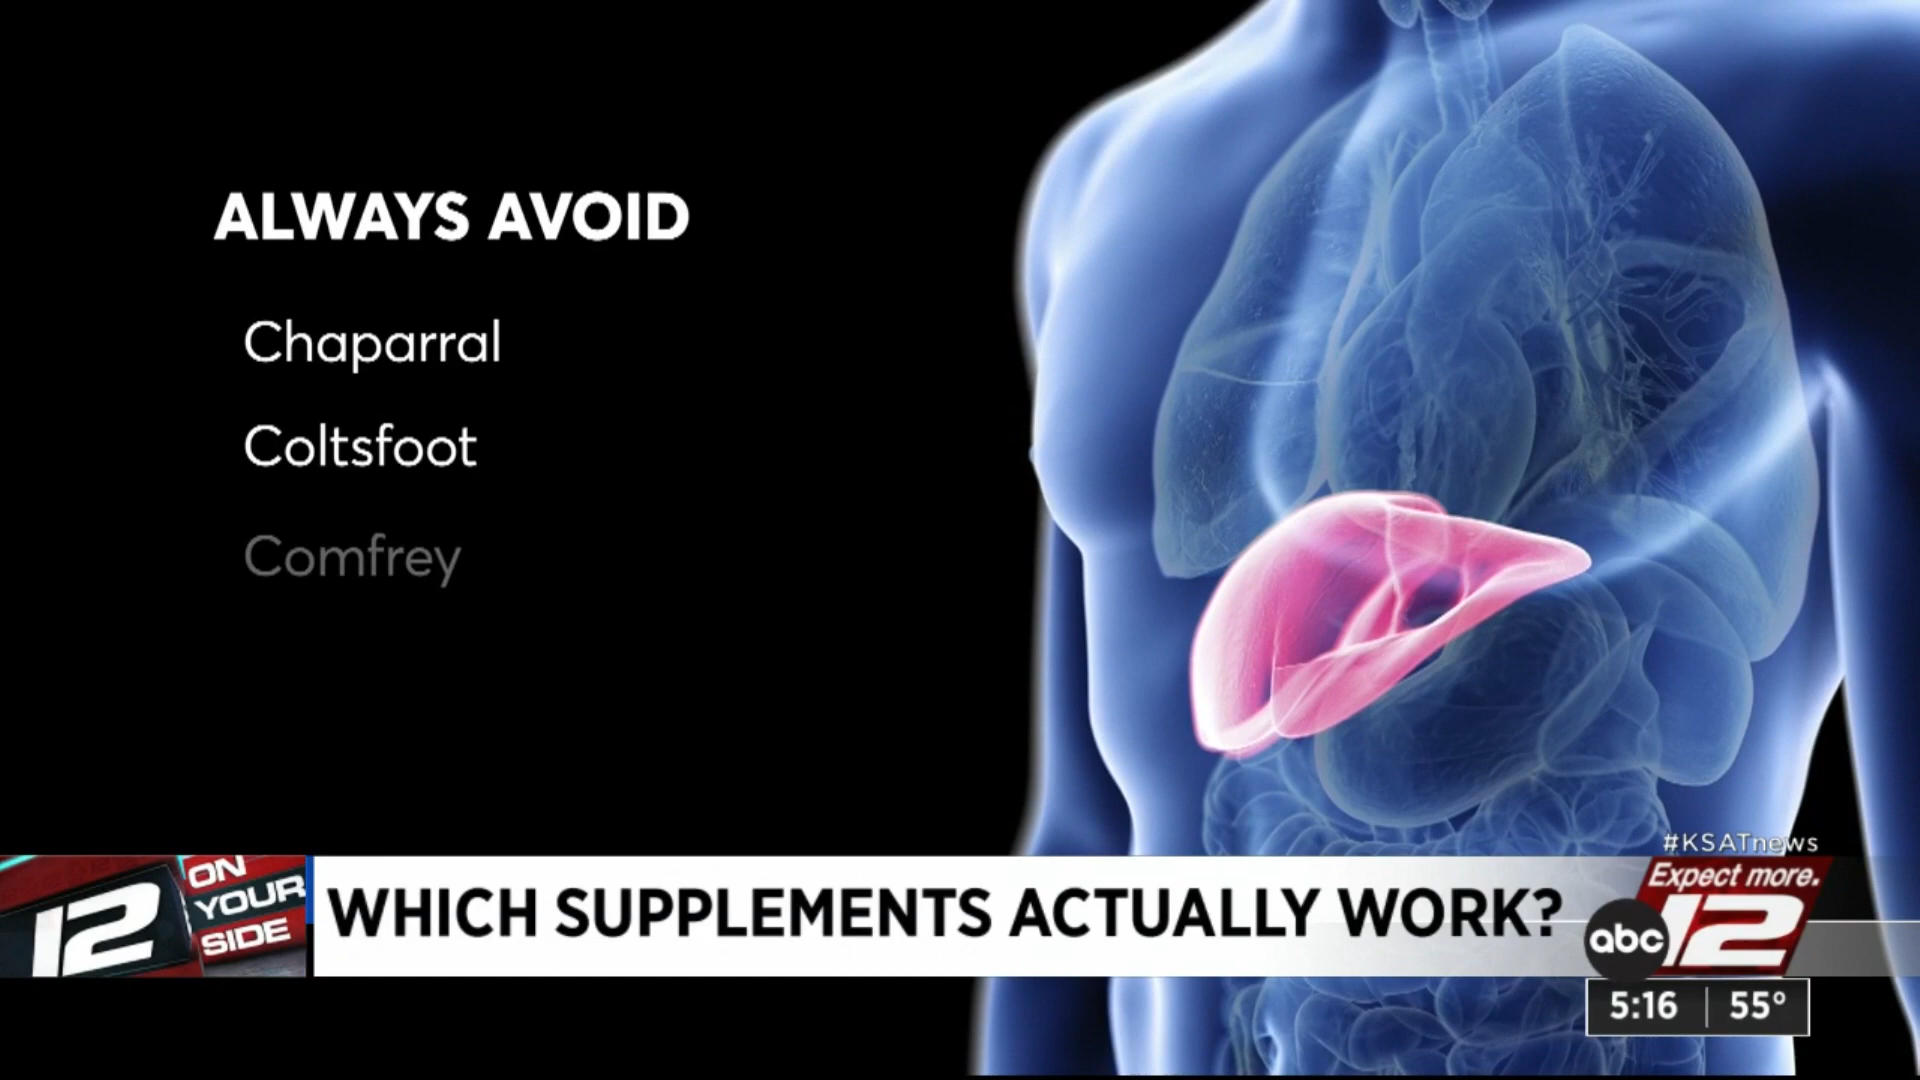 ALWAYS AVOID
Chaparral
Coltsfoot
Comfrey
#KSATnews
12 ON YOUR SIDE
WHICH SUPPLEMENTS ACTUALLY WORK?
Expect more.
abc 12
5:16 | 55°